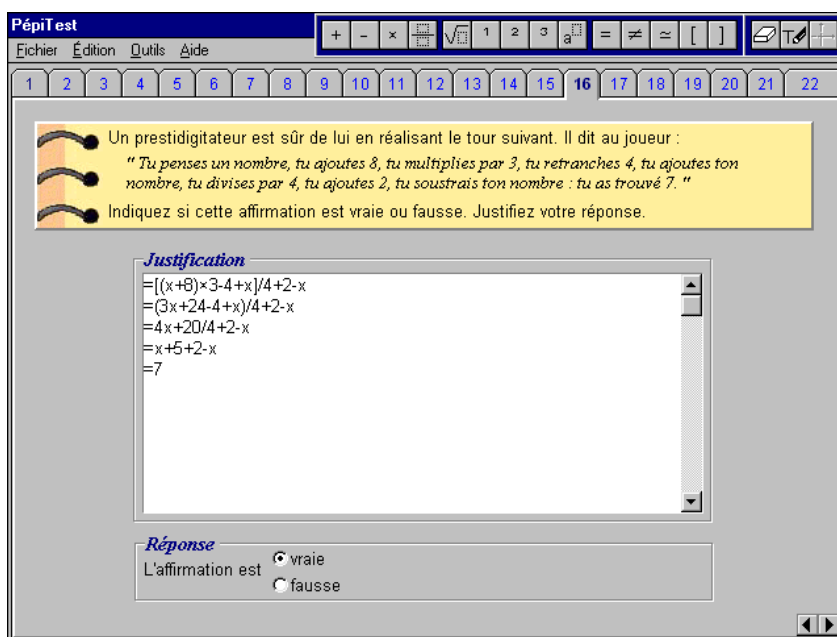 PépiTest
Fichier Édition Outils Aide
+ - × √ 1 2 3 a = ≠ ≃ [ ] T
1 2 3 4 5 6 7 8 9 10 11 12 13 14 15 16 17 18 19 20 21 22
Un prestidigitateur est sûr de lui en réalisant le tour suivant. Il dit au joueur :
" Tu penses un nombre, tu ajoutes 8, tu multiplies par 3, tu retranches 4, tu ajoutes ton
nombre, tu divises par 4, tu ajoutes 2, tu soustrais ton nombre : tu as trouvé 7. "
Indiquez si cette affirmation est vraie ou fausse. Justifiez votre réponse.
Justification
=[(x+8)×3-4+x]/4+2-x
=(3x+24-4+x)/4+2-x
=4x+20/4+2-x
=x+5+2-x
=7
Réponse
L'affirmation est
vraie
fausse